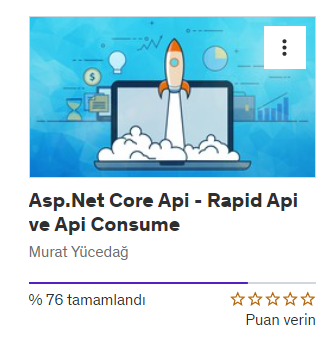 Asp.Net Core Api - Rapid Api
ve Api Consume
Murat Yücedağ
% 76 tamamlandı
Puan verin